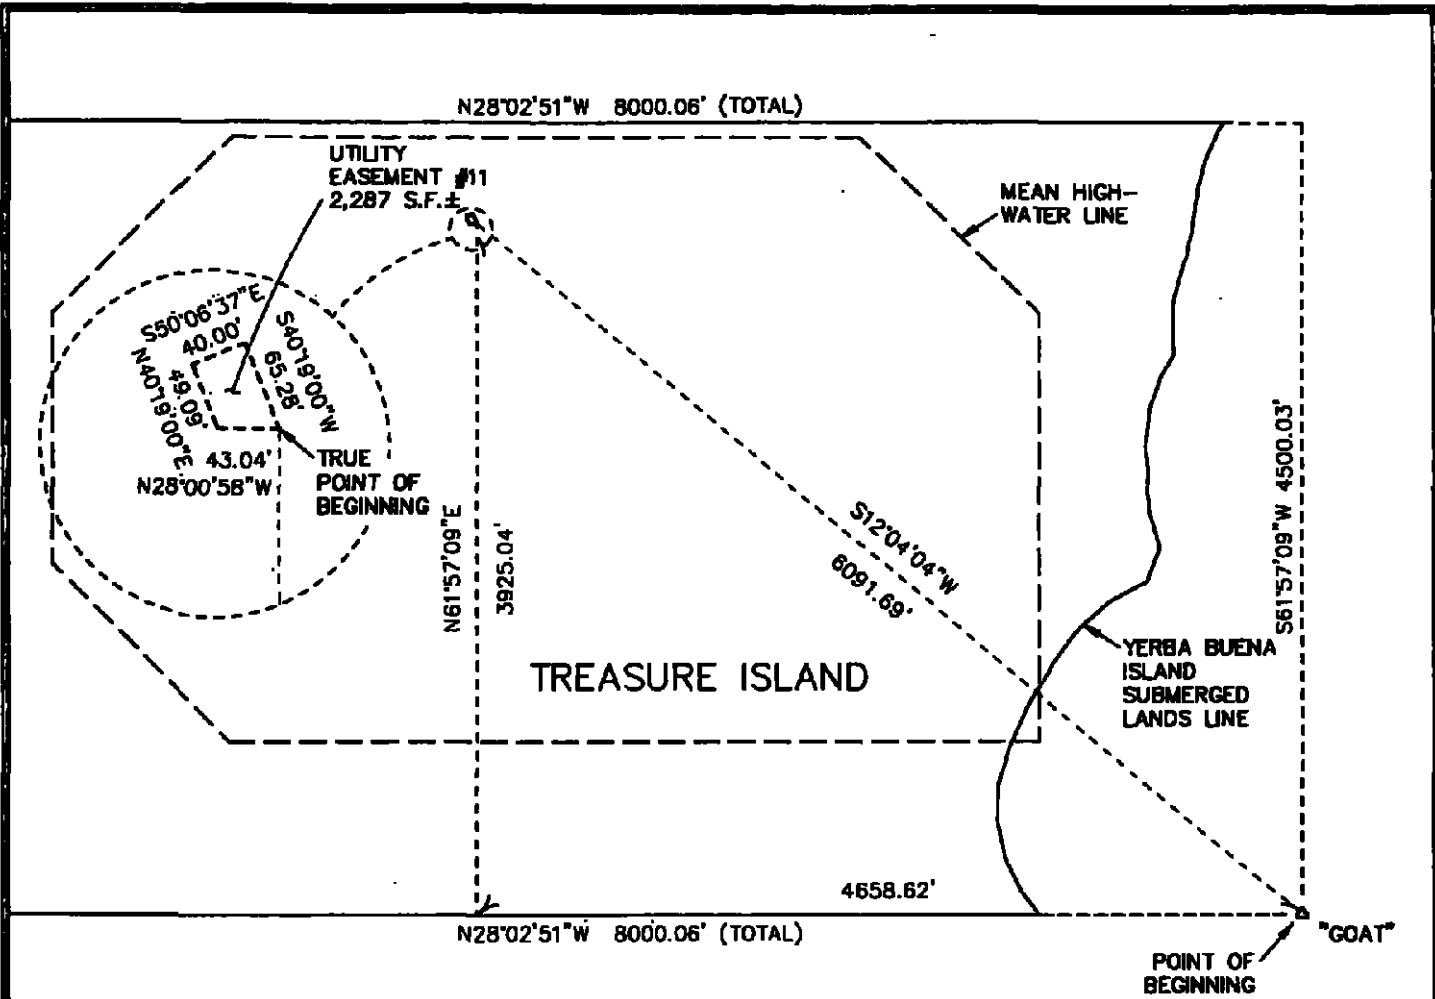 N28°02'51"W 8000.06' (TOTAL)
UTILITY
EASEMENT #11
2,287 S.F.±
MEAN HIGH-
WATER LINE
S50°06'37"E
40.00'
S40°19'00"W
65.28'
N40°19'00"E
49.09'
43.04'
N28°00'58"W
TRUE
POINT OF
BEGINNING
N61°57'09"E
3925.04'
S12°04'04"W
6091.69'
S61°57'09"W 4500.03'
TREASURE ISLAND
YERBA BUENA
ISLAND
SUBMERGED
LANDS LINE
4658.62'
N28°02'51"W 8000.06' (TOTAL)
"GOAT"
POINT OF
BEGINNING